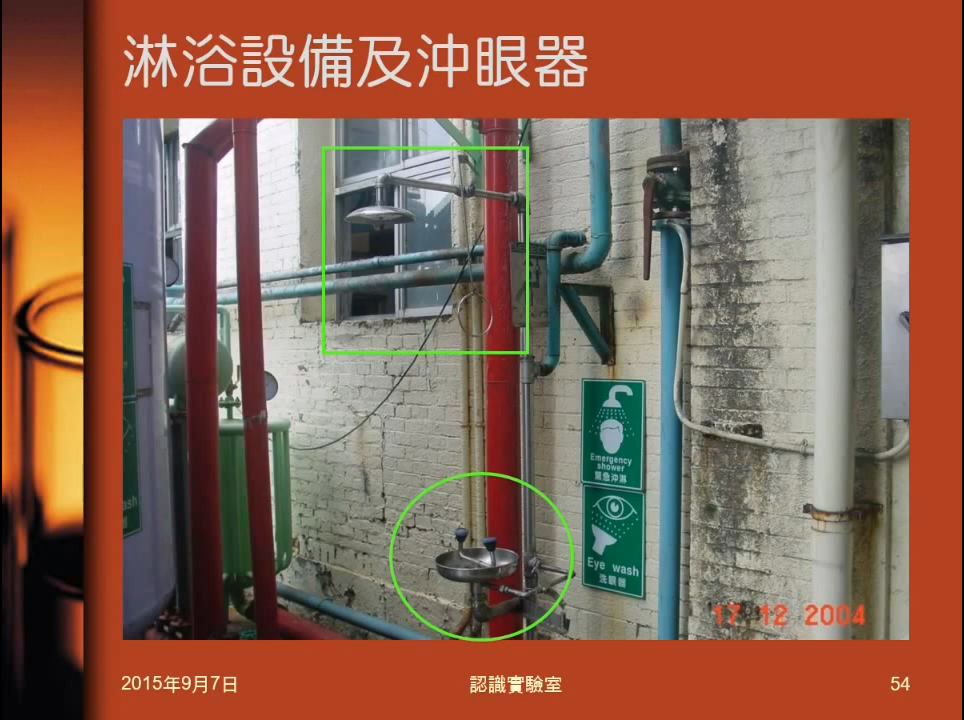 淋浴設備及沖眼器
Emergency
shower
緊急沖淋
Eye wash
洗眼器
17 12 2004
2015年9月7日
認識實驗室
54